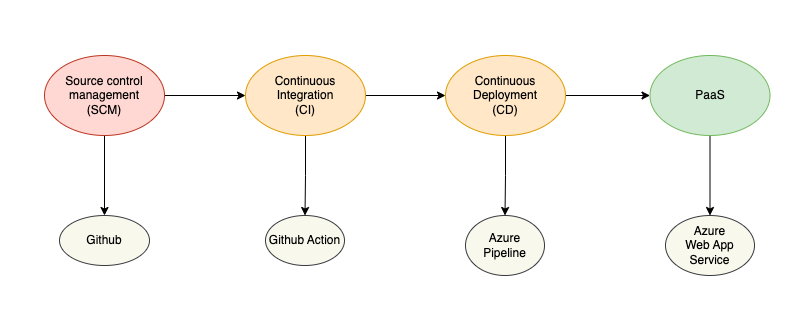 Source control
management
(SCM)
Continuous
Integration
(CI)
Continuous
Deployment
(CD)
PaaS
Github
Github Action
Azure
Pipeline
Azure
Web App
Service